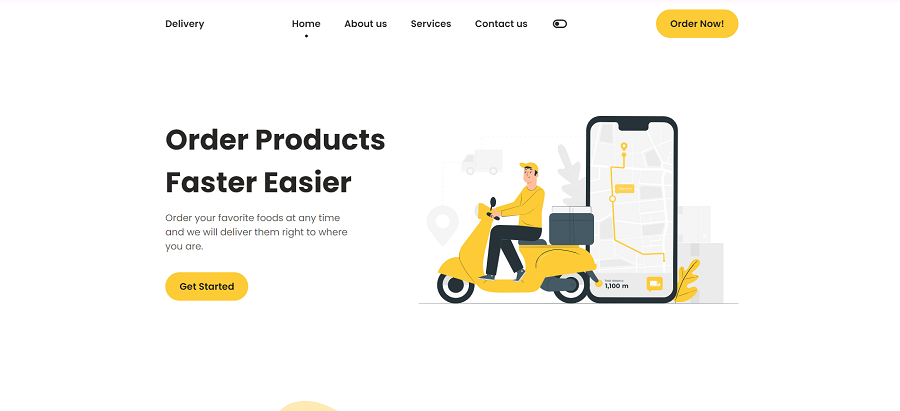 Delivery
Home
About us
Services
Contact us
Order Now!
Order Products
Faster Easier
Order your favorite foods at any time
and we will deliver them right to where
you are.
Get Started
1,100 m